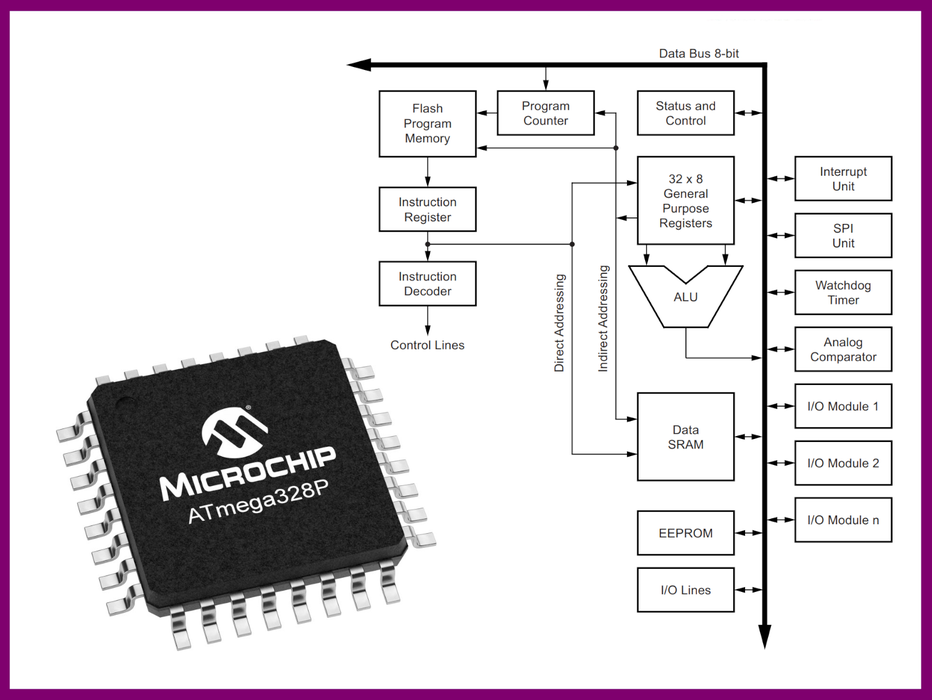 Data Bus 8-bit
Flash
Program
Memory
Program
Counter
Status and
Control
Instruction
Register
32 x 8
General
Purpose
Registers
Interrupt
Unit
SPI
Unit
Instruction
Decoder
ALU
Watchdog
Timer
Control Lines
Direct Addressing
Indirect Addressing
Analog
Comparator
I/O Module 1
Data
SRAM
I/O Module 2
I/O Module n
EEPROM
I/O Lines
®
MICROCHIP
ATmega328P